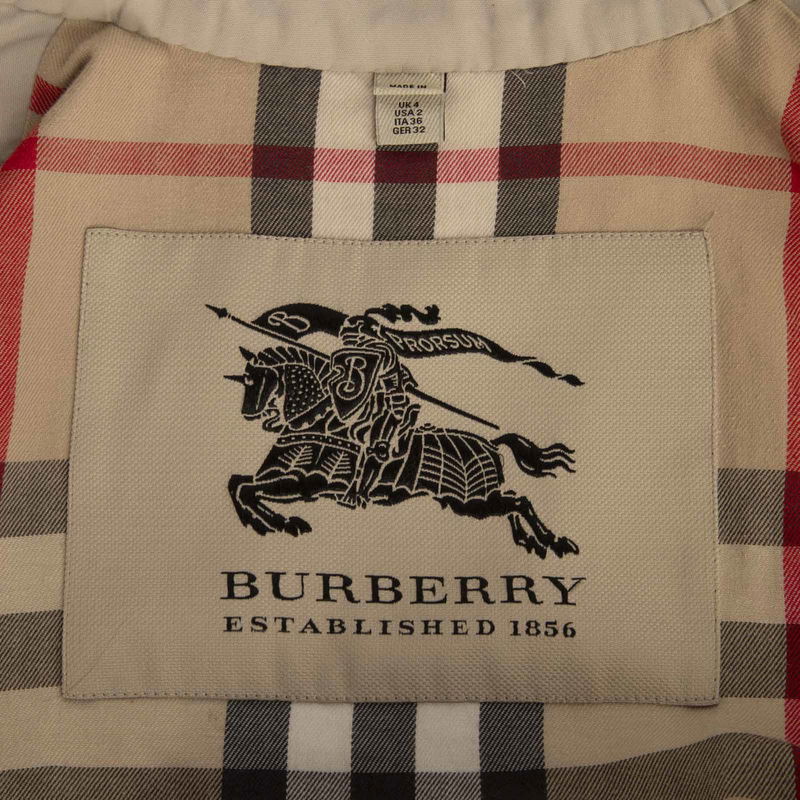 MADE IN
UK 4
USA 2
ITA 36
GER 32
B
PRORSUM
B
BURBERRY
ESTABLISHED 1856